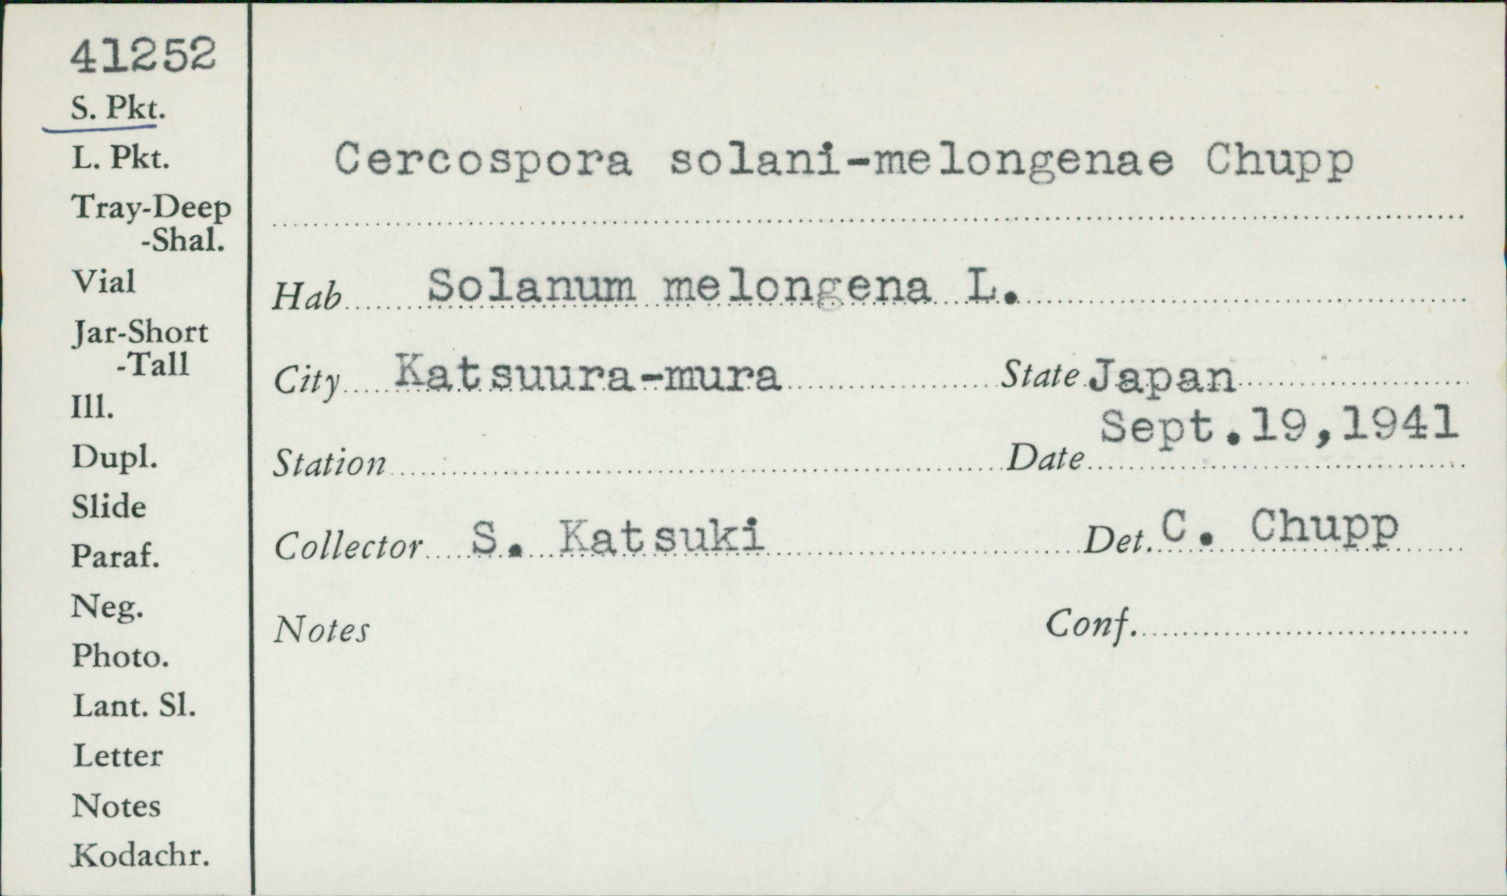 41252
S. Pkt.
L. Pkt.
Tray-Deep
-Shal.
Vial
Jar-Short
-Tall
Ill.
Dupl.
Slide
Paraf.
Neg.
Photo.
Lant. Sl.
Letter
Notes
Kodachr.
Cercospora solani-melongenae Chupp
Hab Solanum melongena L.
City Katsuura-mura State Japan
Station Date Sept.19,1941
Collector S. Katsuki Det. C. Chupp
Notes Conf.